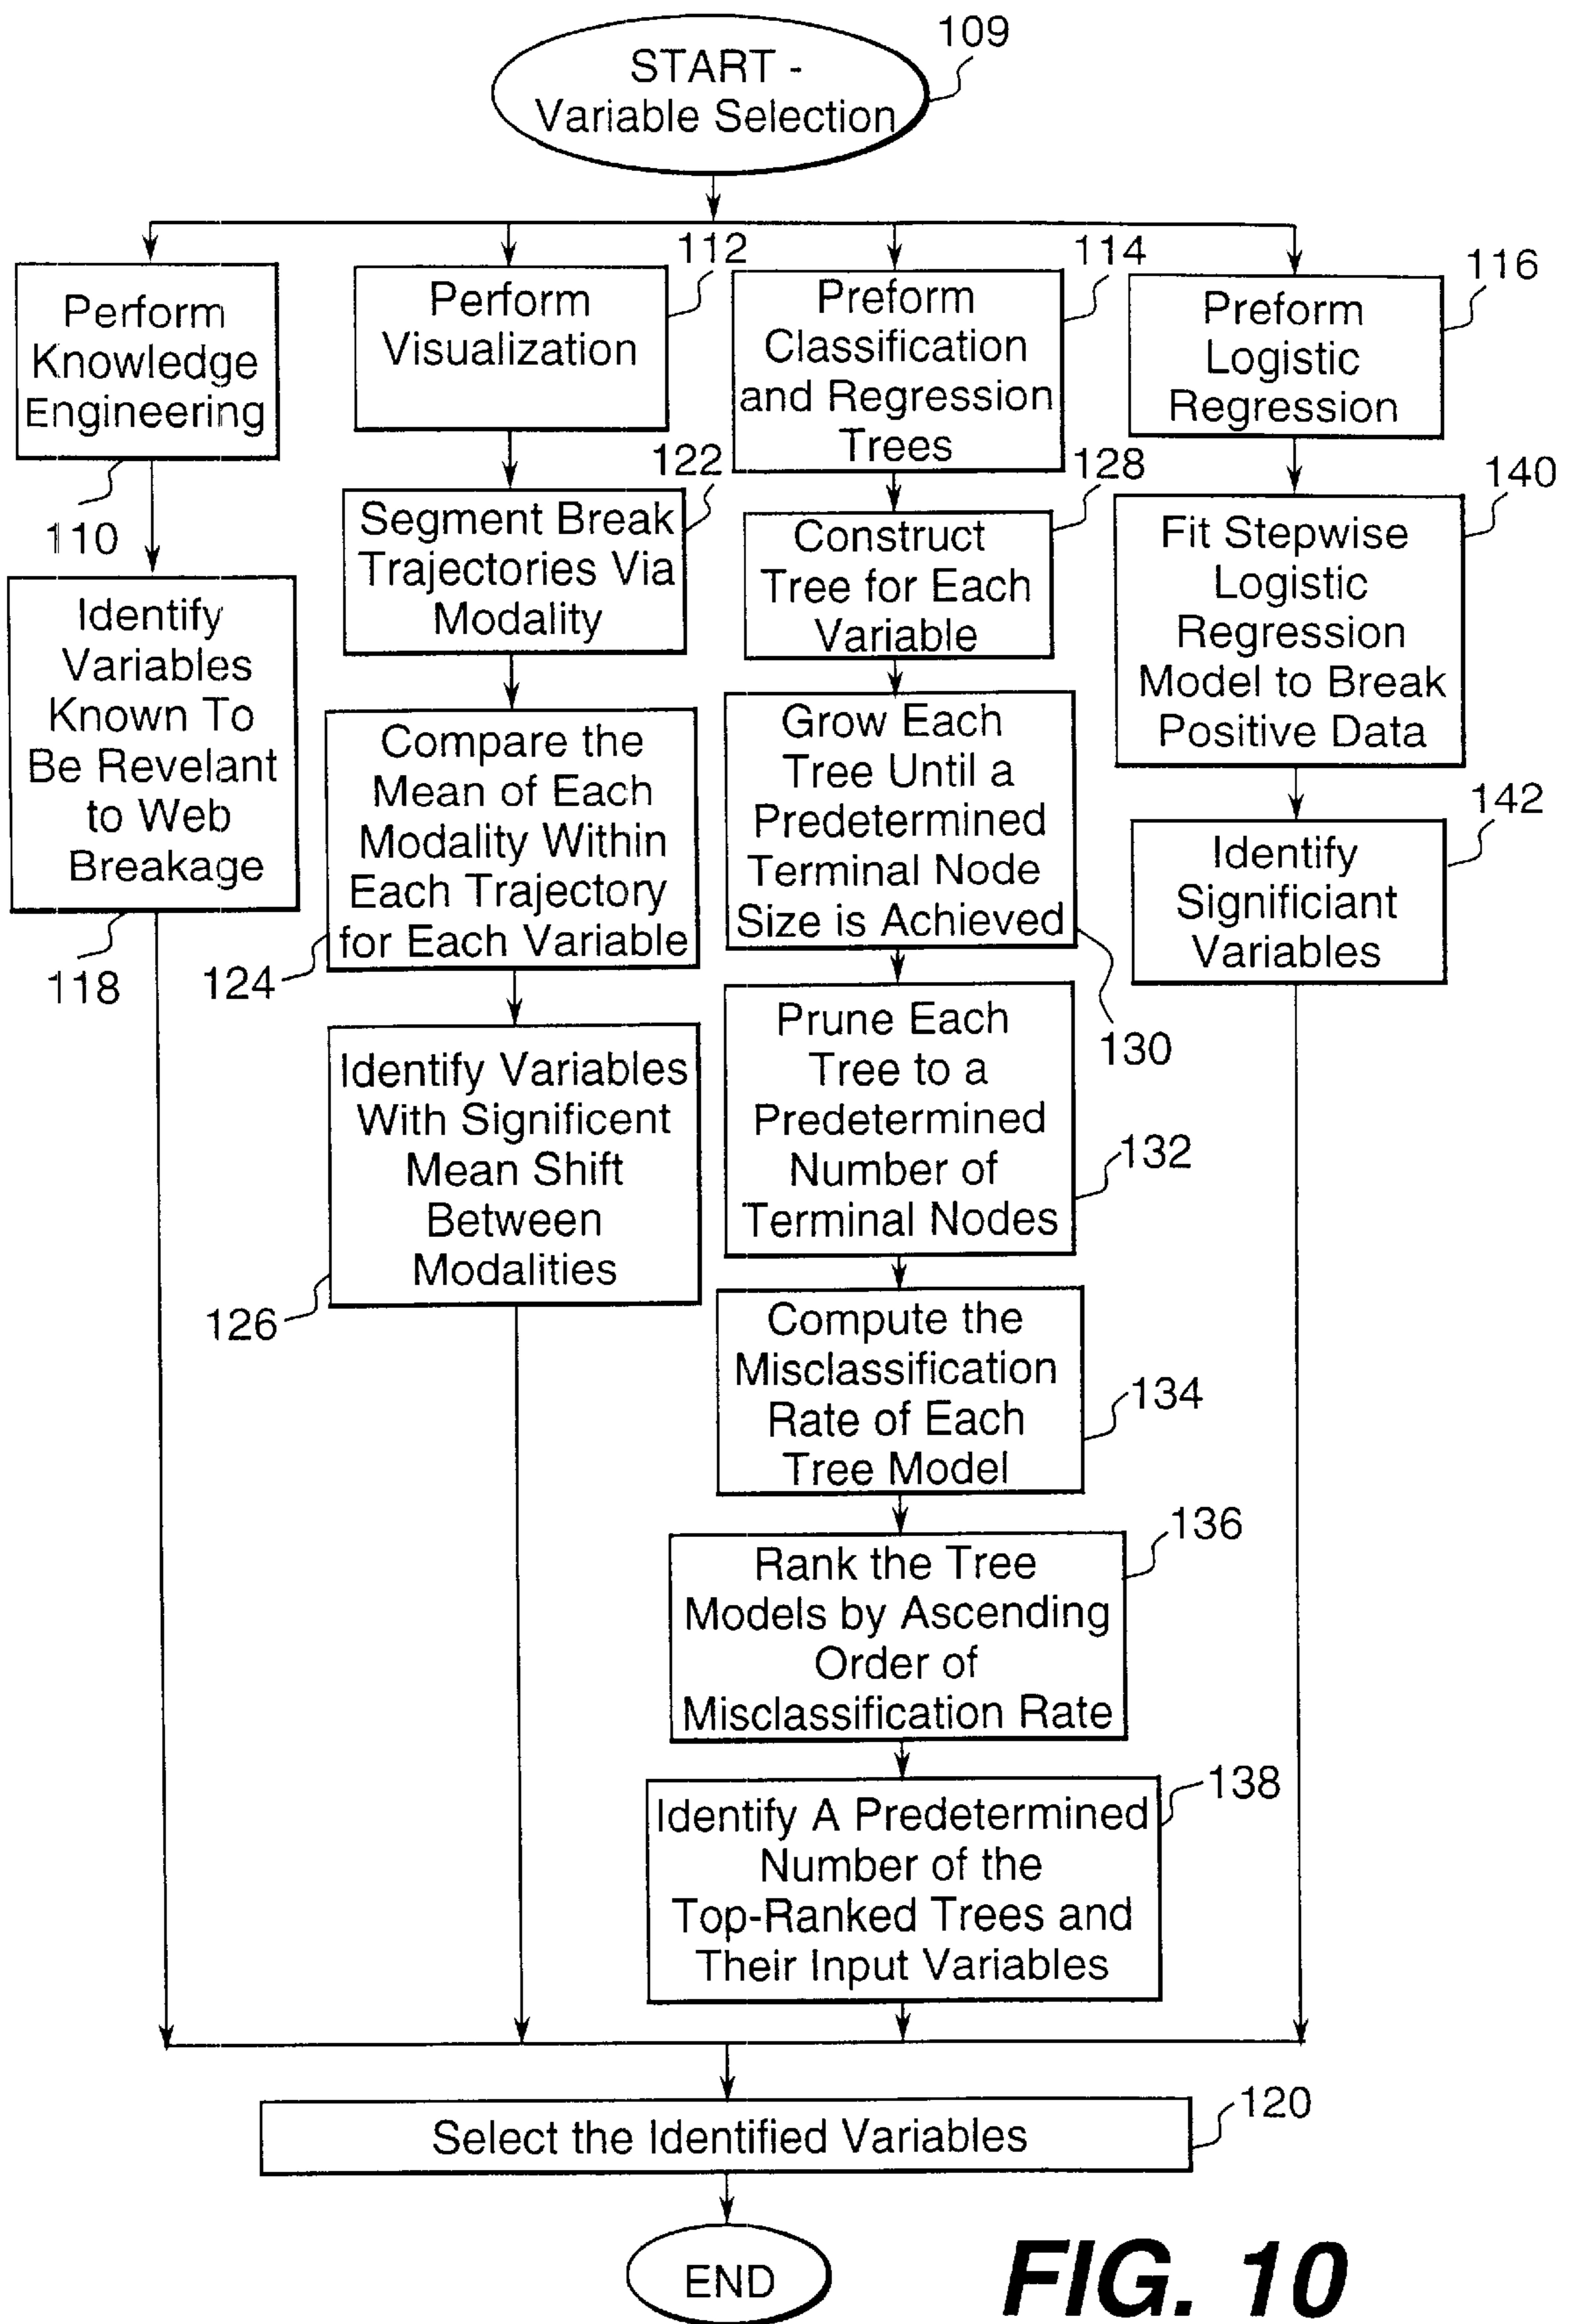 109
START -
Variable Selection
Perform
Knowledge
Engineering
110
Identify
Variables
Known To
Be Revelant
to Web
Breakage
118
112
Perform
Visualization
122
Segment Break
Trajectories Via
Modality
Compare the
Mean of Each
Modality Within
Each Trajectory
for Each Variable
124
Identify Variables
With Significent
Mean Shift
Between
Modalities
126
114
Preform
Classification
and Regression
Trees
128
Construct
Tree for Each
Variable
Grow Each
Tree Until a
Predetermined
Terminal Node
Size is Achieved
130
Prune Each
Tree to a
Predetermined
Number of
Terminal Nodes
132
Compute the
Misclassification
Rate of Each
Tree Model
134
Rank the Tree
Models by Ascending
Order of
Misclassification Rate
136
Identify A Predetermined
Number of the
Top-Ranked Trees and
Their Input Variables
138
116
Preform
Logistic
Regression
140
Fit Stepwise
Logistic
Regression
Model to Break
Positive Data
142
Identify
Significiant
Variables
Select the Identified Variables
120
END
FIG. 10